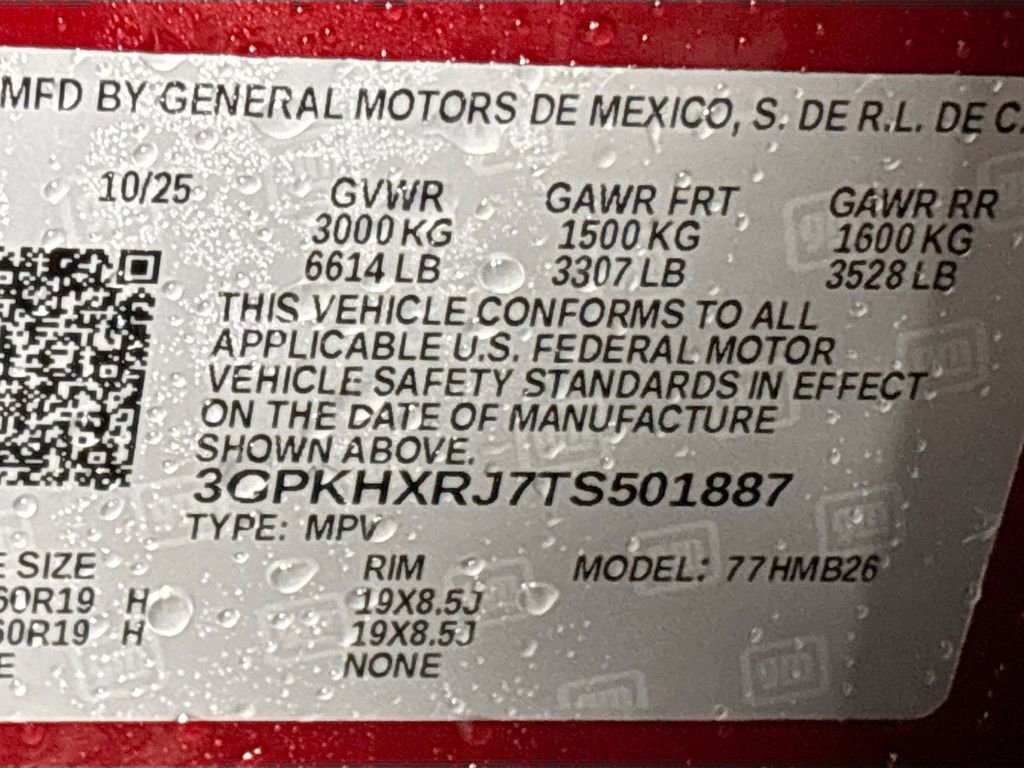 MFD BY GENERAL MOTORS DE MEXICO, S. DE R.L. DE C.
10/25 GVWR GAWR FRT GAWR RR
3000 KG 1500 KG 1600 KG
6614 LB 3307 LB 3528 LB
THIS VEHICLE CONFORMS TO ALL
APPLICABLE U.S. FEDERAL MOTOR
VEHICLE SAFETY STANDARDS IN EFFECT
ON THE DATE OF MANUFACTURE
SHOWN ABOVE.
3GPKHXRJ7TS501887
TYPE: MPV
SIZE RIM MODEL: 77HMB26
60R19 H 19X8.5J
60R19 H 19X8.5J
NONE